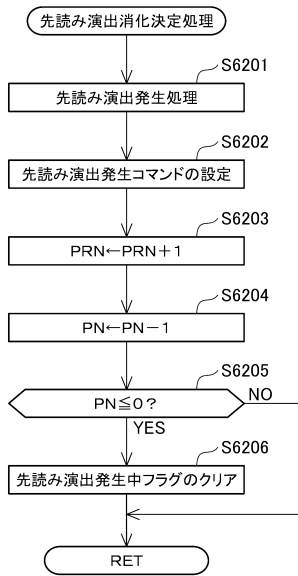 先読み演出消化決定処理
S6201
先読み演出発生処理
S6202
先読み演出発生コマンドの設定
S6203
PRN←PRN＋1
S6204
PN←PN－1
S6205
PN≦0？
NO
YES
S6206
先読み演出発生中フラグのクリア
RET